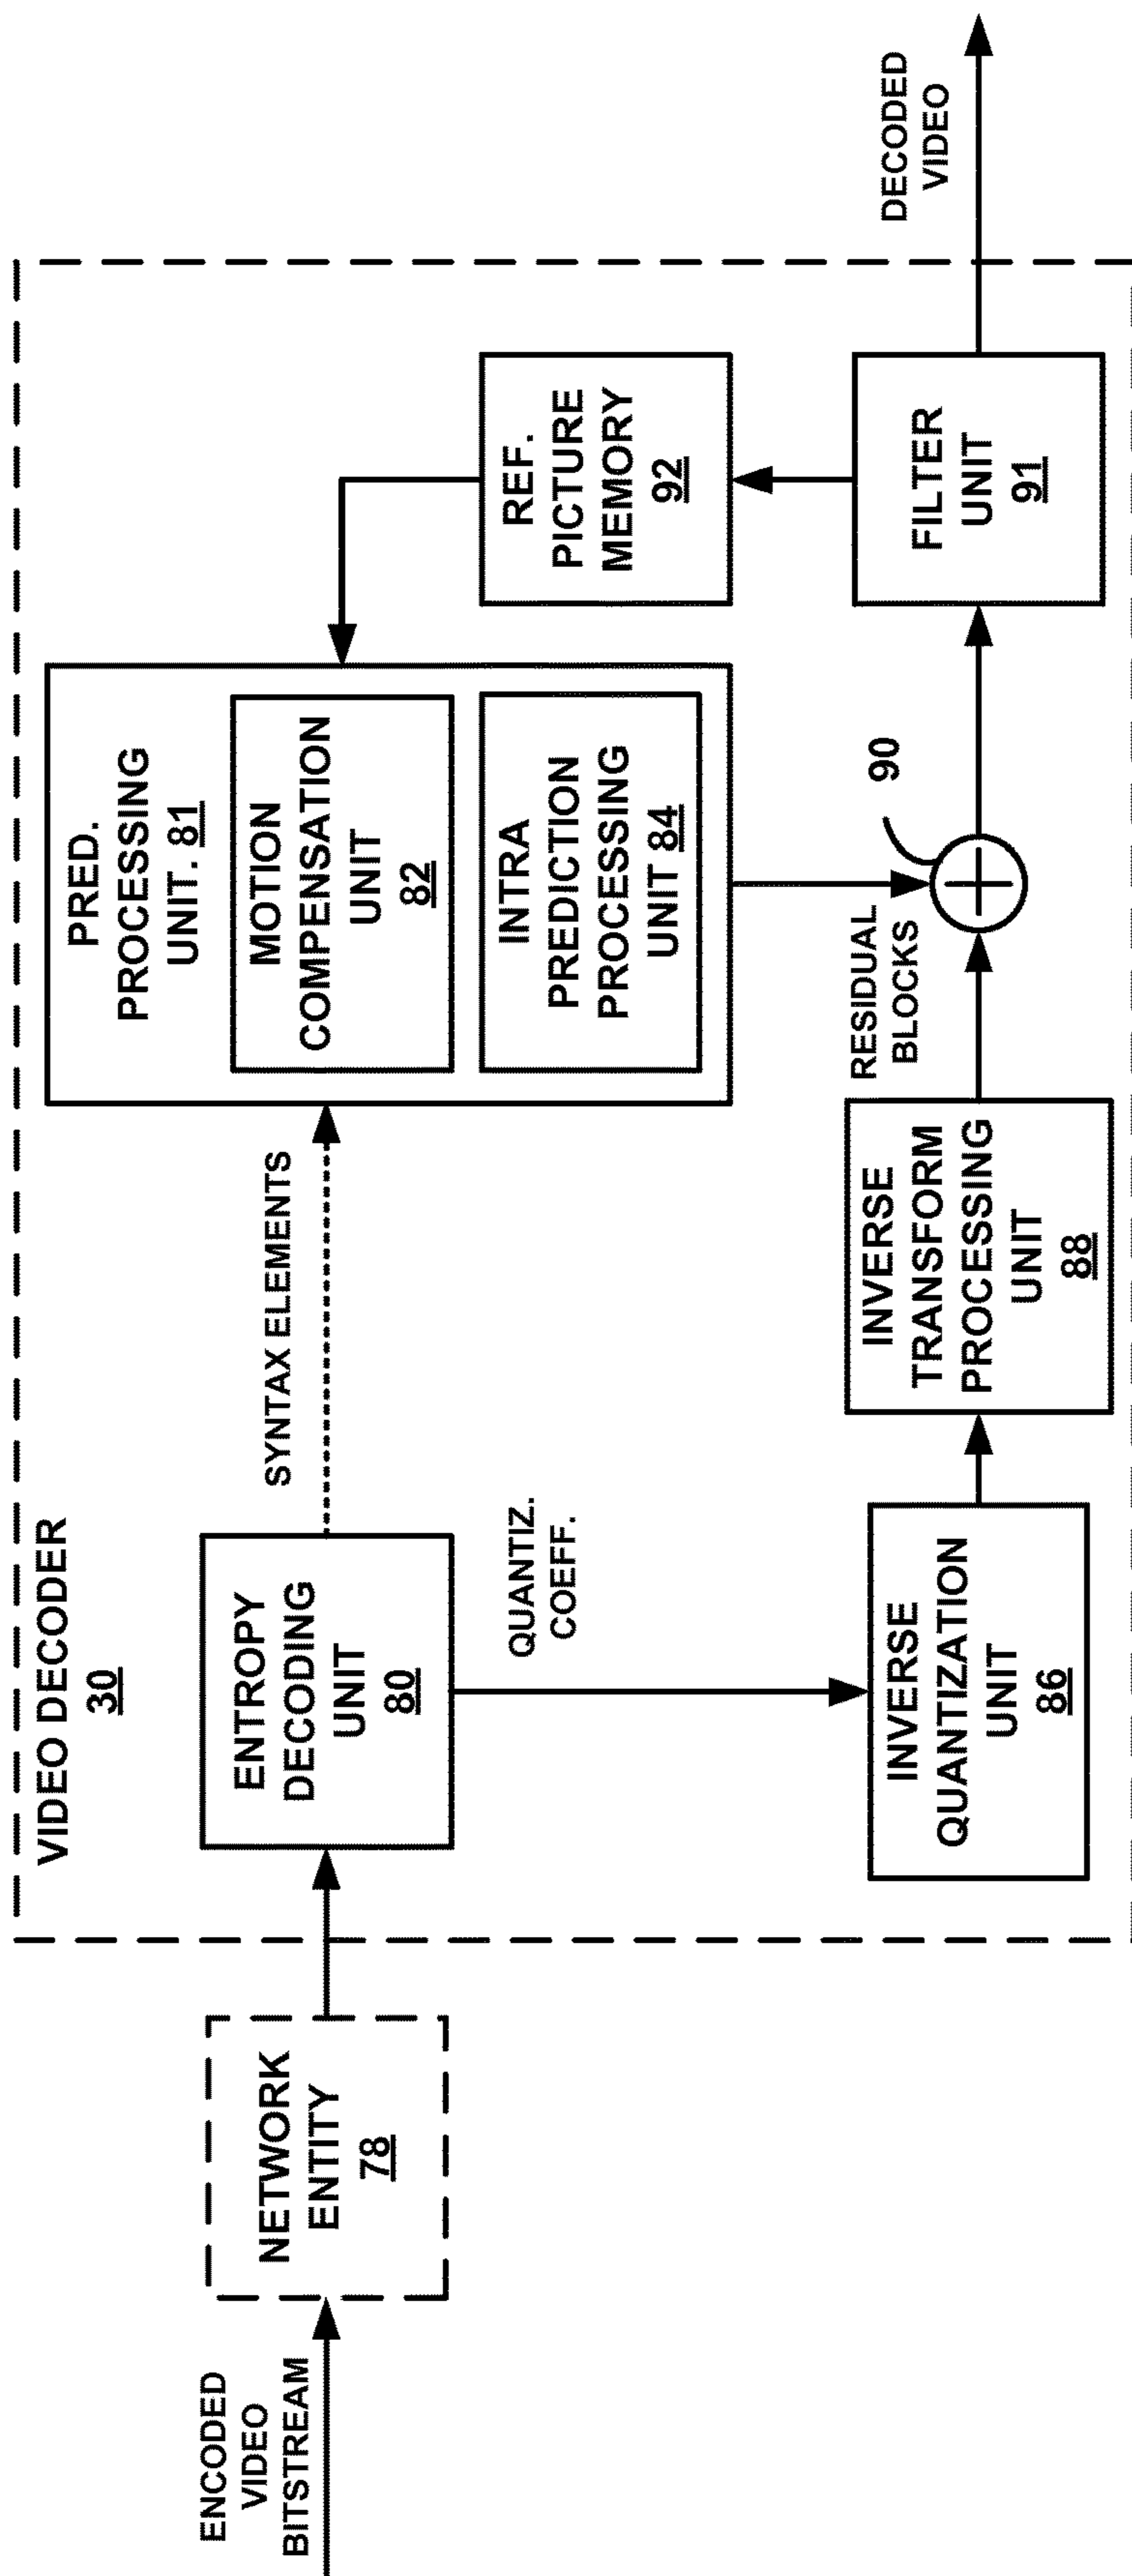 ENCODED
VIDEO
BITSTREAM
NETWORK
ENTITY
78
VIDEO DECODER
30
ENTROPY
DECODING
UNIT
80
SYNTAX ELEMENTS
QUANTIZ.
COEFF.
PRED.
PROCESSING
UNIT. 81
MOTION
COMPENSATION
UNIT
82
INTRA
PREDICTION
PROCESSING
UNIT 84
REF.
PICTURE
MEMORY
92
INVERSE
QUANTIZATION
UNIT
86
INVERSE
TRANSFORM
PROCESSING
UNIT
88
RESIDUAL
BLOCKS
90
FILTER
UNIT
91
DECODED
VIDEO